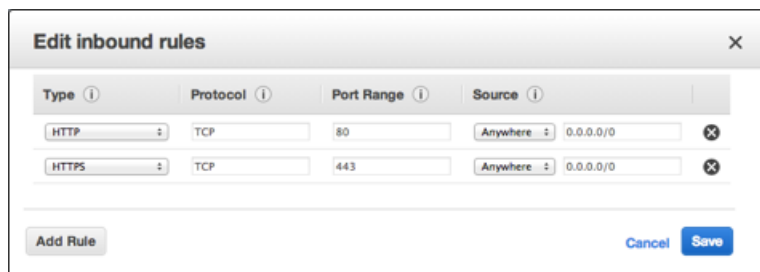 Edit inbound rules
Type Protocol Port Range Source
HTTP TCP 80 Anywhere 0.0.0.0/0
HTTPS TCP 443 Anywhere 0.0.0.0/0
Add Rule Cancel Save